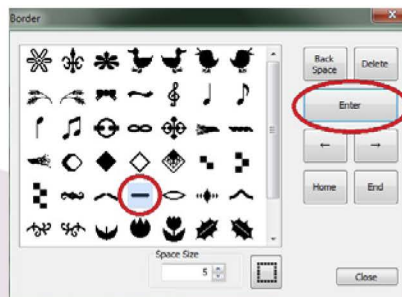 Border
Back
Space
Delete
Enter
← →
Home
End
Space Size
5
Close